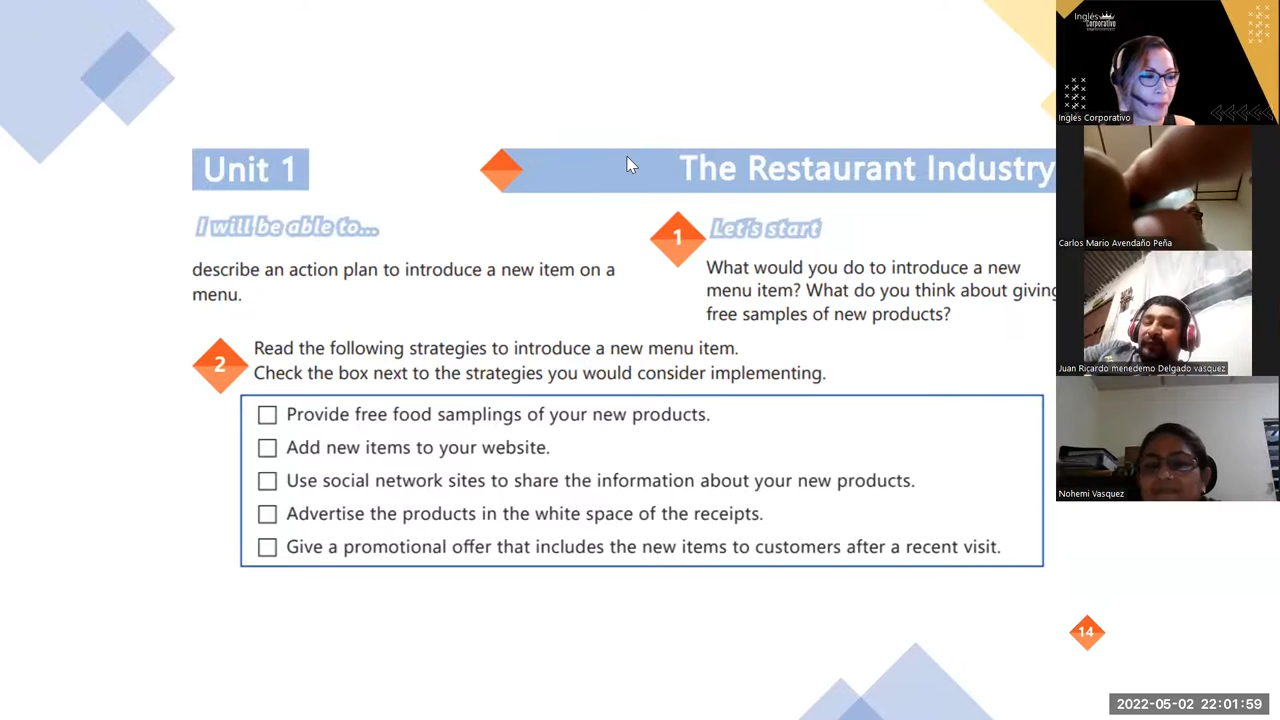 Unit 1
The Restaurant Industry
I will be able to...
describe an action plan to introduce a new item on a
menu.
1
Let's start
What would you do to introduce a new
menu item? What do you think about giving
free samples of new products?
2
Read the following strategies to introduce a new menu item.
Check the box next to the strategies you would consider implementing.
Provide free food samplings of your new products.
Add new items to your website.
Use social network sites to share the information about your new products.
Advertise the products in the white space of the receipts.
Give a promotional offer that includes the new items to customers after a recent visit.
14
Inglés
Corporativo
Inglés Corporativo
Carlos Mario Avendaño Peña
Juan Ricardo menedemo Delgado vasquez
Nohemi Vasquez
2022-05-02 22:01:59